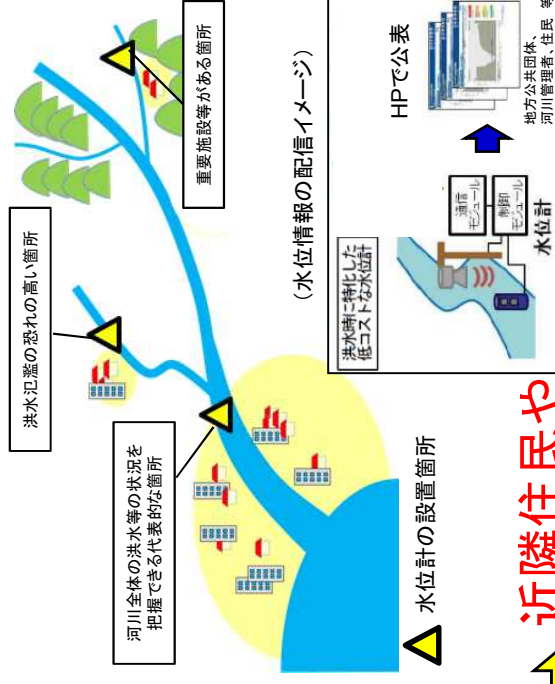 洪水氾濫の恐れの高い箇所
重要施設等がある箇所
河川全体の洪水等の状況を
把握できる代表的な箇所
水位計の設置箇所
(水位情報の配信イメージ)
洪水時に特化した
低コストな水位計
通信
モジュール
制御
モジュール
水位計
HPで公表
地方公共団体、
河川管理者、住民 等
近隣住民や